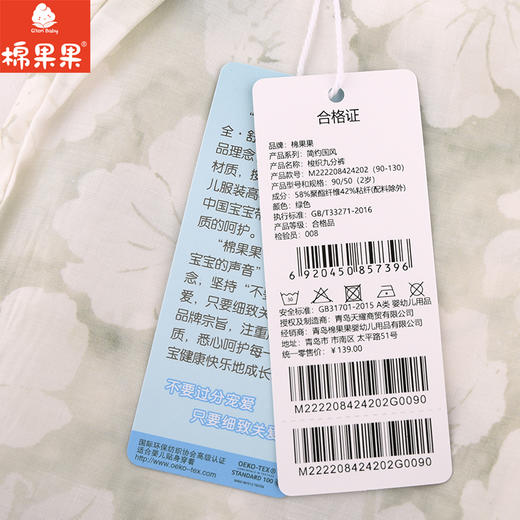 G'kori Baby
棉果果®
全·舒
品理念
材质，按
儿服装高
中国宝宝带
质的呵护。
“棉果果
宝宝的声音”
念，坚持“不
爱，只要细致关
品牌宗旨，注重
质，悉心呵护每一
宝健康快乐地成长
不要过分宠爱
只要细致关爱
国际环保纺织协会高级认证
适合婴儿贴身穿着
www.oeko-tex.com
OEKO-TEX®
STANDARD 100
合格证
品牌：棉果果
产品系列：简约国风
产品名称：梭织九分裤
产品款号：M222208424202（90-130）
产品型号和规格：90/50（2岁）
成分：58%聚酯纤维42%粘纤(配料除外)
颜色：绿色
执行标准：GB/T33271-2016
产品等级：合格品
检验员：008
6 920450 857396
安全标准：GB31701-2015 A类 婴幼儿用品
授权及制造商：青岛天耀商贸有限公司
经销商：青岛棉果果婴幼儿用品有限公司
地址：青岛市 市南区 太平路51号
统一零售价：￥139.00
M222208424202G0090
M222208424202G0090